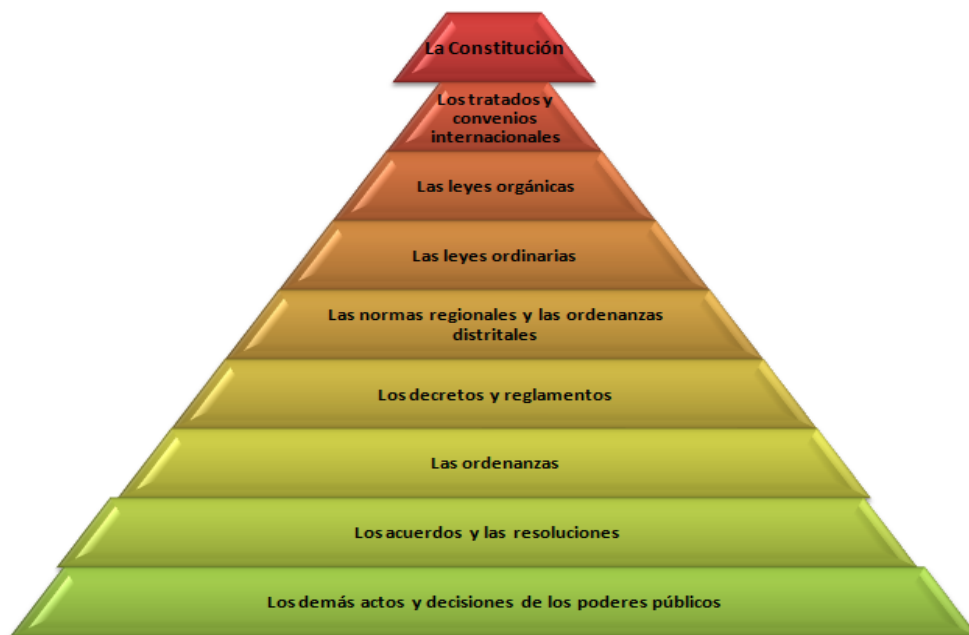 La Constitución
Los tratados y
convenios
internacionales
Las leyes orgánicas
Las leyes ordinarias
Las normas regionales y las ordenanzas
distritales
Los decretos y reglamentos
Las ordenanzas
Los acuerdos y las resoluciones
Los demás actos y decisiones de los poderes públicos